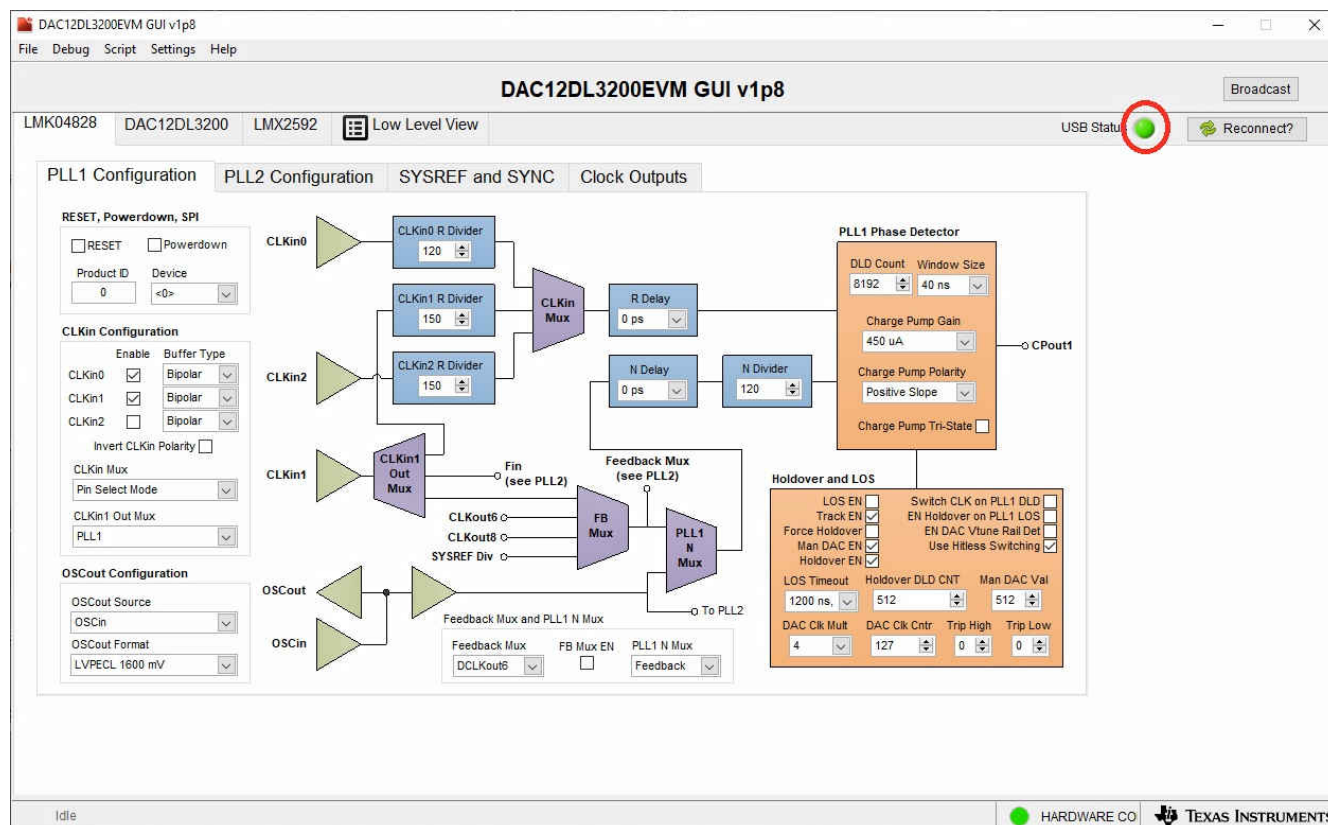 DAC12DL3200EVM GUI v1p8
File Debug Script Settings Help
DAC12DL3200EVM GUI v1p8
Broadcast
LMK04828 DAC12DL3200 LMX2592 Low Level View
USB Statu
Reconnect?
PLL1 Configuration PLL2 Configuration SYSREF and SYNC Clock Outputs
RESET, Powerdown, SPI
RESET Powerdown
Product ID Device
0 <0>
CLKin Configuration
Enable Buffer Type
CLKin0 Bipolar
CLKin1 Bipolar
CLKin2 Bipolar
Invert CLKin Polarity
CLKin Mux
Pin Select Mode
CLKin1 Out Mux
PLL1
OSCout Configuration
OSCout Source
OSCin
OSCout Format
LVPECL 1600 mV
CLKin0
CLKin0 R Divider
120
CLKin1 R Divider
150
CLKin2
CLKin2 R Divider
150
CLKin
Mux
R Delay
0 ps
N Delay
0 ps
N Divider
120
CLKin1
CLKin1
Out
Mux
Fin
(see PLL2)
Feedback Mux
(see PLL2)
CLKout6
CLKout8
SYSREF Div
FB
Mux
PLL1
N
Mux
OSCout
OSCin
To PLL2
Feedback Mux and PLL1 N Mux
Feedback Mux FB Mux EN PLL1 N Mux
DCLKout6 Feedback
PLL1 Phase Detector
DLD Count Window Size
8192 40 ns
Charge Pump Gain
450 uA
Charge Pump Polarity
Positive Slope
Charge Pump Tri-State
CPout1
Holdover and LOS
LOS EN Switch CLK on PLL1 DLD
Track EN EN Holdover on PLL1 LOS
Force Holdover EN DAC Vtune Rail Det
Man DAC EN Use Hitless Switching
Holdover EN
LOS Timeout Holdover DLD CNT Man DAC Val
1200 ns, 512 512
DAC Clk Mult DAC Clk Cntr Trip High Trip Low
4 127 0 0
Idle
HARDWARE CO
TEXAS INSTRUMENTS